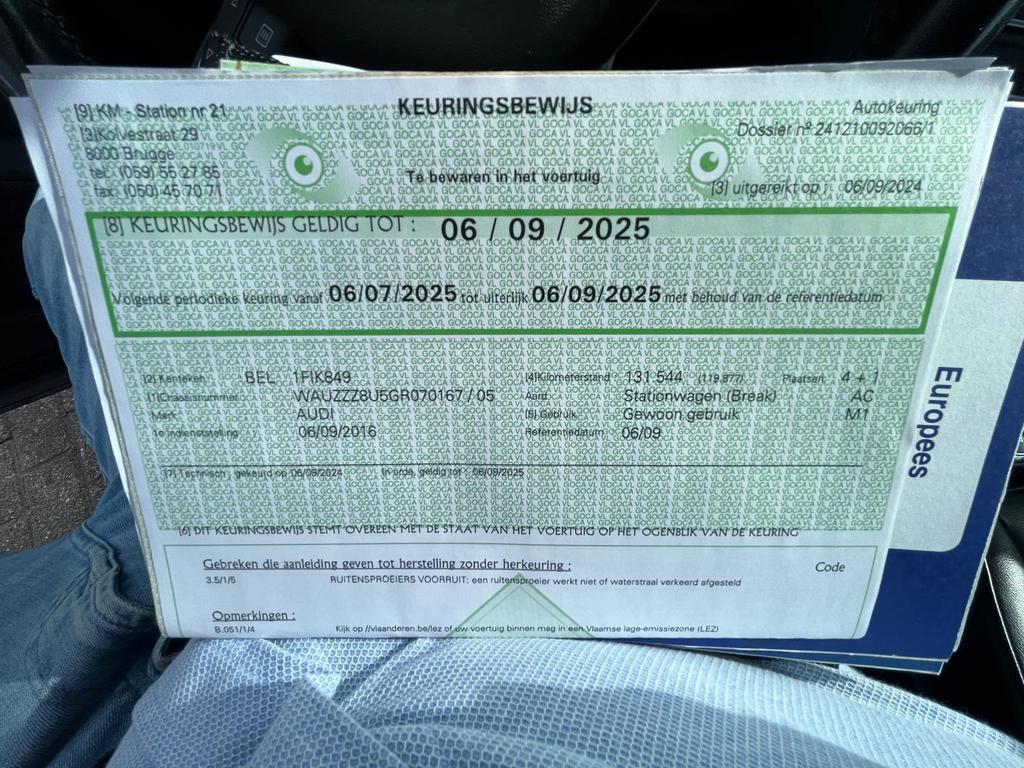 [9] KM - Station nr 21
KEURINGSBEWIJS
Autokeuring
[3]Kolvestraat 29
Dossier n° 241210092066/1
8000 Brugge
tel: (059) 55 27 85
Te bewaren in het voertuig
fax: (050) 45 70 71
[3] uitgereikt op : 06/09/2024
[8] KEURINGSBEWIJS GELDIG TOT : 06 / 09 / 2025
Volgende periodieke keuring vanaf 06/07/2025 tot uiterlijk 06/09/2025 met behoud van de referentiedatum
[2] Kenteken BEL 1FIK849 [4]Kilometerstand 131.544 (119.877) Plaatsen 4 + 1
[1]Chassisnummer WAUZZZ8U5GR070167 / 05 Aard Stationwagen (Break) AC
Merk AUDI [5] Gebruik Gewoon gebruik M1
1e indienststelling 06/09/2016 Referentiedatum 06/09
[7] Technisch : gekeurd op 06/09/2024 In orde, geldig tot : 06/09/2025
[6] DIT KEURINGSBEWIJS STEMT OVEREEN MET DE STAAT VAN HET VOERTUIG OP HET OGENBLIK VAN DE KEURING
Gebreken die aanleiding geven tot herstelling zonder herkeuring : Code
3.5/1/5 RUITENSPROEIERS VOORRUIT: een ruitensproeier werkt niet of waterstraal verkeerd afgesteld
Opmerkingen :
B.051/1/4 Kijk op //vlaanderen.be/lez of uw voertuig binnen mag in een Vlaamse lage-emissiezone (LEZ)
Europees